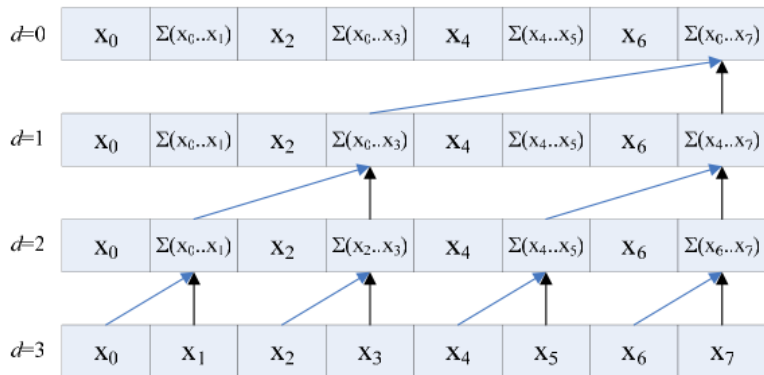 d=0 x₀ Σ(x₀..x₁) x₂ Σ(x₀..x₃) x₄ Σ(x₄..x₅) x₆ Σ(x₀..x₇)
d=1 x₀ Σ(x₀..x₁) x₂ Σ(x₀..x₃) x₄ Σ(x₄..x₅) x₆ Σ(x₄..x₇)
d=2 x₀ Σ(x₀..x₁) x₂ Σ(x₂..x₃) x₄ Σ(x₄..x₅) x₆ Σ(x₆..x₇)
d=3 x₀ x₁ x₂ x₃ x₄ x₅ x₆ x₇